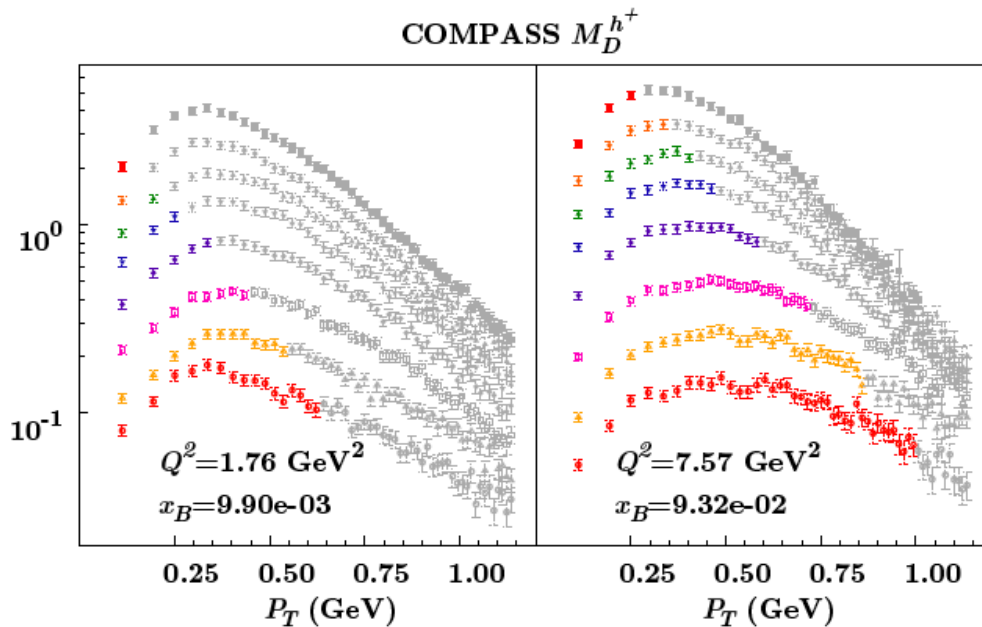 COMPASS $M_D^{h^+}$
10^0
10^-1
Q^2=1.76 GeV^2
x_B=9.90e-03
Q^2=7.57 GeV^2
x_B=9.32e-02
0.25 0.50 0.75 1.00
0.25 0.50 0.75 1.00
P_T (GeV)
P_T (GeV)